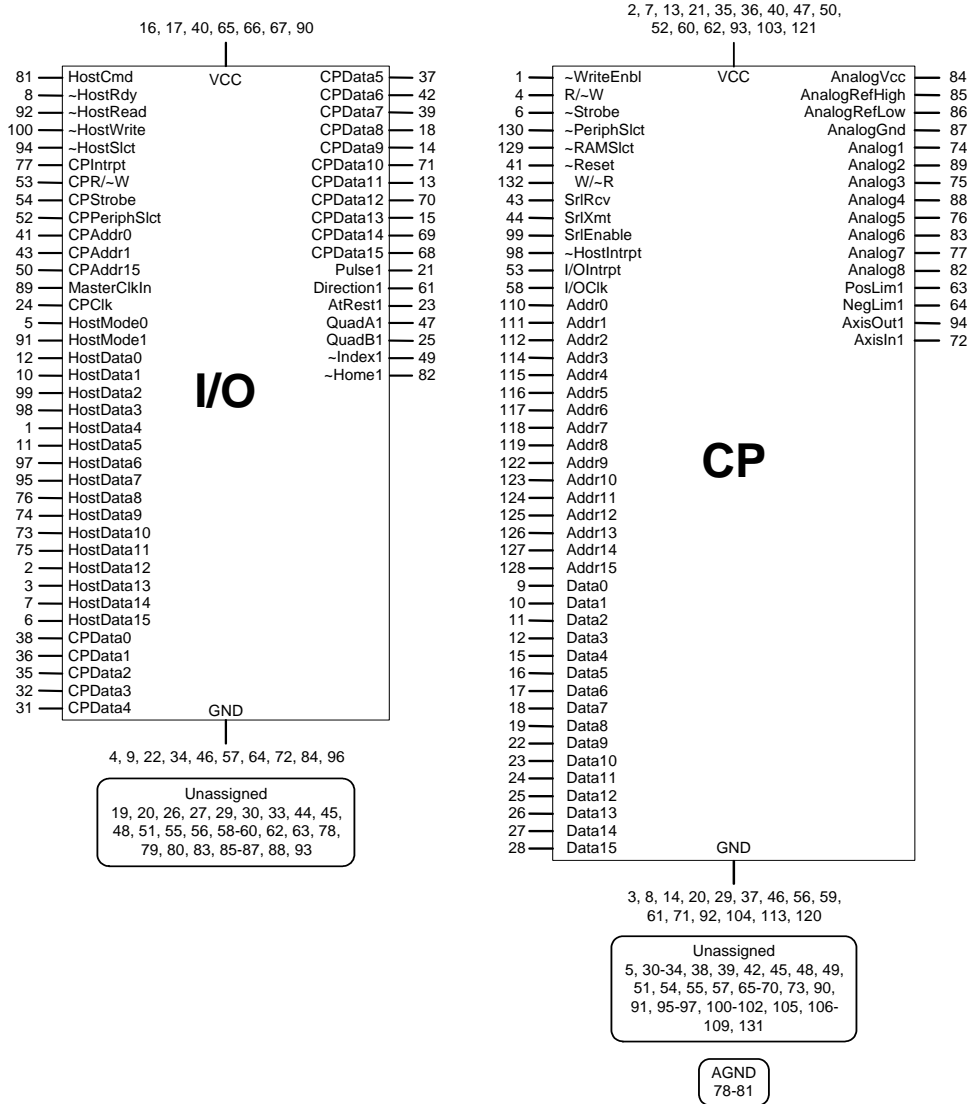 16, 17, 40, 65, 66, 67, 90
VCC
81 HostCmd
8 ~HostRdy
92 ~HostRead
100 ~HostWrite
94 ~HostSlct
77 CPIntrpt
53 CPR/~W
54 CPStrobe
52 CPPeriphSlct
41 CPAddr0
43 CPAddr1
50 CPAddr15
89 MasterClkIn
24 CPClk
5 HostMode0
91 HostMode1
12 HostData0
10 HostData1
99 HostData2
98 HostData3
1 HostData4
11 HostData5
97 HostData6
95 HostData7
76 HostData8
74 HostData9
73 HostData10
75 HostData11
2 HostData12
3 HostData13
7 HostData14
6 HostData15
38 CPData0
36 CPData1
35 CPData2
32 CPData3
31 CPData4
I/O
CPData5 37
CPData6 42
CPData7 39
CPData8 18
CPData9 14
CPData10 71
CPData11 13
CPData12 70
CPData13 15
CPData14 69
CPData15 68
Pulse1 21
Direction1 61
AtRest1 23
QuadA1 47
QuadB1 25
~Index1 49
~Home1 82
GND
4, 9, 22, 34, 46, 57, 64, 72, 84, 96
Unassigned
19, 20, 26, 27, 29, 30, 33, 44, 45,
48, 51, 55, 56, 58-60, 62, 63, 78,
79, 80, 83, 85-87, 88, 93
2, 7, 13, 21, 35, 36, 40, 47, 50,
52, 60, 62, 93, 103, 121
VCC
1 ~WriteEnbl
4 R/~W
6 ~Strobe
130 ~PeriphSlct
129 ~RAMSlct
41 ~Reset
132 W/~R
43 SrlRcv
44 SrlXmt
99 SrlEnable
98 ~HostIntrpt
53 I/OIntrpt
58 I/OClk
110 Addr0
111 Addr1
112 Addr2
114 Addr3
115 Addr4
116 Addr5
117 Addr6
118 Addr7
119 Addr8
122 Addr9
123 Addr10
124 Addr11
125 Addr12
126 Addr13
127 Addr14
128 Addr15
9 Data0
10 Data1
11 Data2
12 Data3
15 Data4
16 Data5
17 Data6
18 Data7
19 Data8
22 Data9
23 Data10
24 Data11
25 Data12
26 Data13
27 Data14
28 Data15
CP
AnalogVcc 84
AnalogRefHigh 85
AnalogRefLow 86
AnalogGnd 87
Analog1 74
Analog2 89
Analog3 75
Analog4 88
Analog5 76
Analog6 83
Analog7 77
Analog8 82
PosLim1 63
NegLim1 64
AxisOut1 94
AxisIn1 72
GND
3, 8, 14, 20, 29, 37, 46, 56, 59,
61, 71, 92, 104, 113, 120
Unassigned
5, 30-34, 38, 39, 42, 45, 48, 49,
51, 54, 55, 57, 65-70, 73, 90,
91, 95-97, 100-102, 105, 106-
109, 131
AGND
78-81